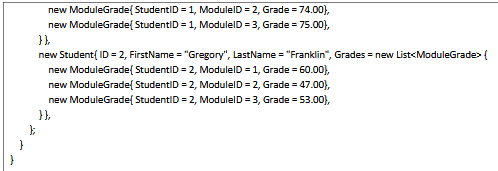 new ModuleGrade{ StudentID = 1, ModuleID = 2, Grade = 74.00},
new ModuleGrade{ StudentID = 1, ModuleID = 3, Grade = 75.00},
} },
new Student{ ID = 2, FirstName = "Gregory", LastName = "Franklin", Grades = new List<ModuleGrade> {
new ModuleGrade{ StudentID = 2, ModuleID = 1, Grade = 60.00},
new ModuleGrade{ StudentID = 2, ModuleID = 2, Grade = 47.00},
new ModuleGrade{ StudentID = 2, ModuleID = 3, Grade = 53.00},
} },
};
}
}